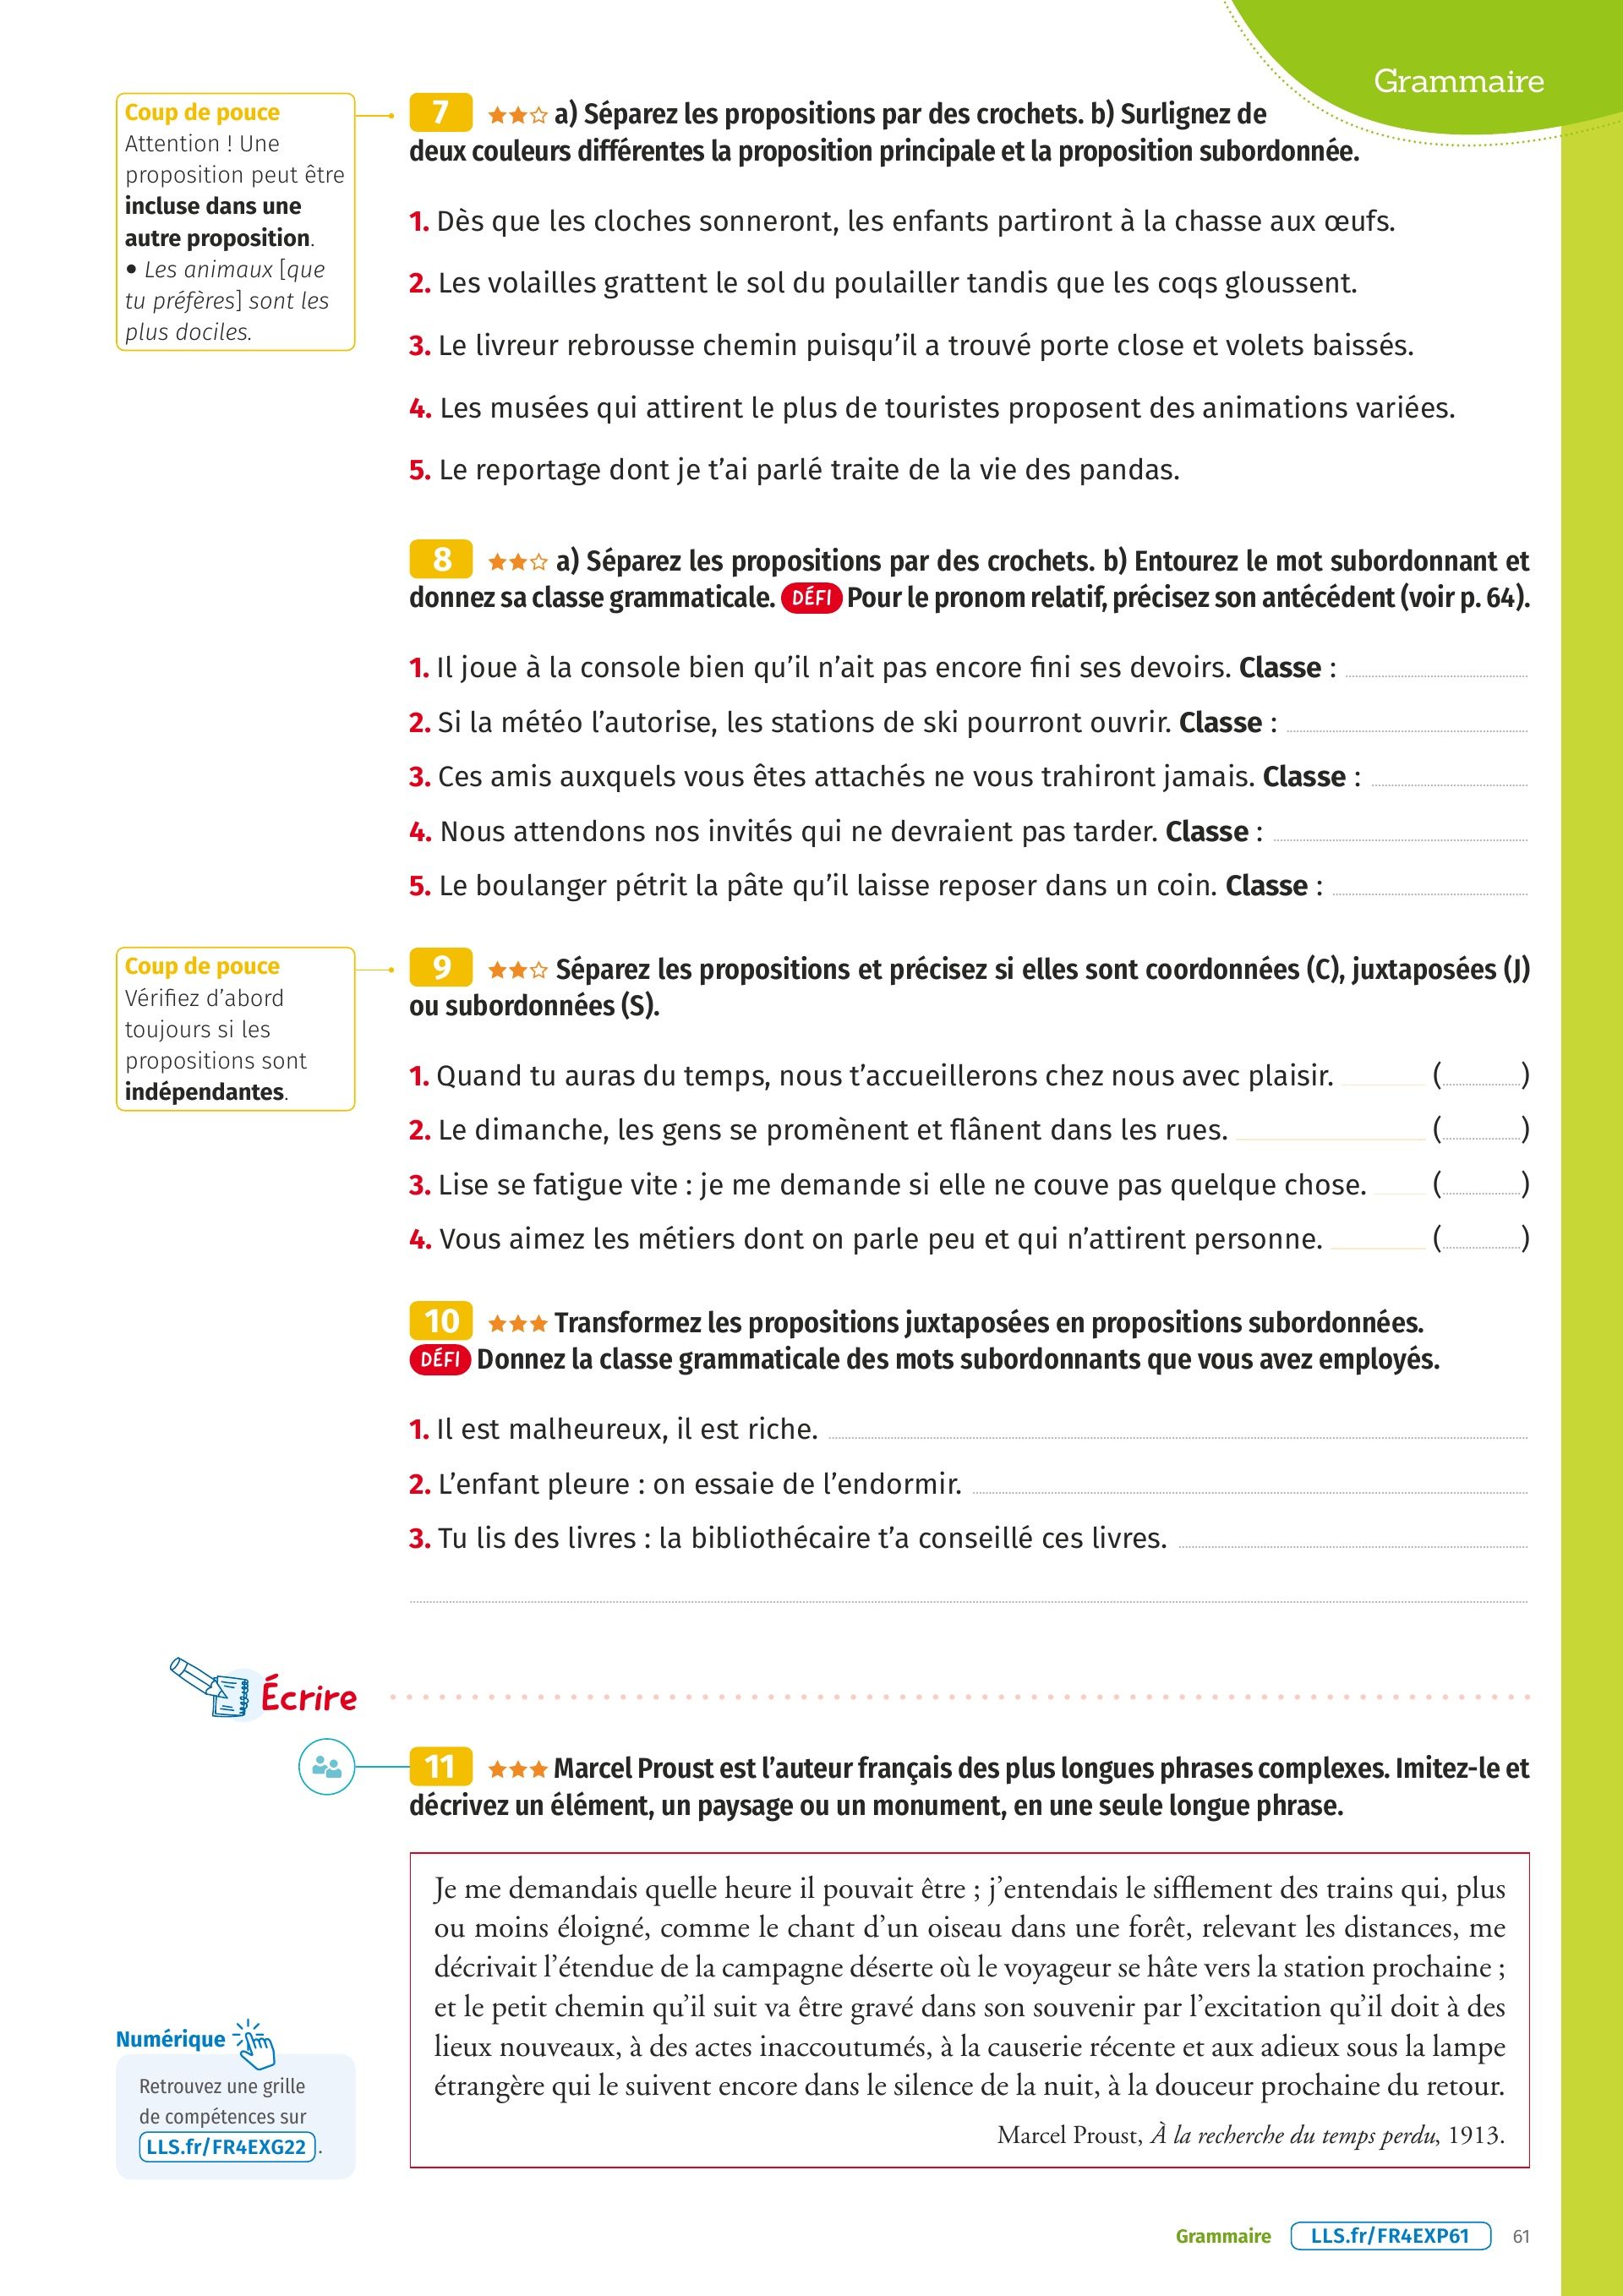 Grammaire
Coup de pouce
Attention ! Une
proposition peut être
incluse dans une
autre proposition.
• Les animaux [que
tu préfères] sont les
plus dociles.
7 a) Séparez les propositions par des crochets. b) Surlignez de
deux couleurs différentes la proposition principale et la proposition subordonnée.
1. Dès que les cloches sonneront, les enfants partiront à la chasse aux œufs.
2. Les volailles grattent le sol du poulailler tandis que les coqs gloussent.
3. Le livreur rebrousse chemin puisqu’il a trouvé porte close et volets baissés.
4. Les musées qui attirent le plus de touristes proposent des animations variées.
5. Le reportage dont je t’ai parlé traite de la vie des pandas.
8 a) Séparez les propositions par des crochets. b) Entourez le mot subordonnant et
donnez sa classe grammaticale. DÉFI Pour le pronom relatif, précisez son antécédent (voir p. 64).
1. Il joue à la console bien qu’il n’ait pas encore fini ses devoirs. Classe :
2. Si la météo l’autorise, les stations de ski pourront ouvrir. Classe :
3. Ces amis auxquels vous êtes attachés ne vous trahiront jamais. Classe :
4. Nous attendons nos invités qui ne devraient pas tarder. Classe :
5. Le boulanger pétrit la pâte qu’il laisse reposer dans un coin. Classe :
Coup de pouce
Vérifiez d’abord
toujours si les
propositions sont
indépendantes.
9 Séparez les propositions et précisez si elles sont coordonnées (C), juxtaposées (J)
ou subordonnées (S).
1. Quand tu auras du temps, nous t’accueillerons chez nous avec plaisir. ( )
2. Le dimanche, les gens se promènent et flânent dans les rues. ( )
3. Lise se fatigue vite : je me demande si elle ne couve pas quelque chose. ( )
4. Vous aimez les métiers dont on parle peu et qui n’attirent personne. ( )
10 Transformez les propositions juxtaposées en propositions subordonnées.
DÉFI Donnez la classe grammaticale des mots subordonnants que vous avez employés.
1. Il est malheureux, il est riche.
2. L’enfant pleure : on essaie de l’endormir.
3. Tu lis des livres : la bibliothécaire t’a conseillé ces livres.
Écrire
11 Marcel Proust est l’auteur français des plus longues phrases complexes. Imitez-le et
décrivez un élément, un paysage ou un monument, en une seule longue phrase.
Je me demandais quelle heure il pouvait être ; j’entendais le sifflement des trains qui, plus
ou moins éloigné, comme le chant d’un oiseau dans une forêt, relevant les distances, me
décrivait l’étendue de la campagne déserte où le voyageur se hâte vers la station prochaine ;
et le petit chemin qu’il suit va être gravé dans son souvenir par l’excitation qu’il doit à des
lieux nouveaux, à des actes inaccoutumés, à la causerie récente et aux adieux sous la lampe
étrangère qui le suivent encore dans le silence de la nuit, à la douceur prochaine du retour.
Marcel Proust, À la recherche du temps perdu, 1913.
Numérique
Retrouvez une grille
de compétences sur
LLS.fr/FR4EXG22.
Grammaire LLS.fr/FR4EXP61 61